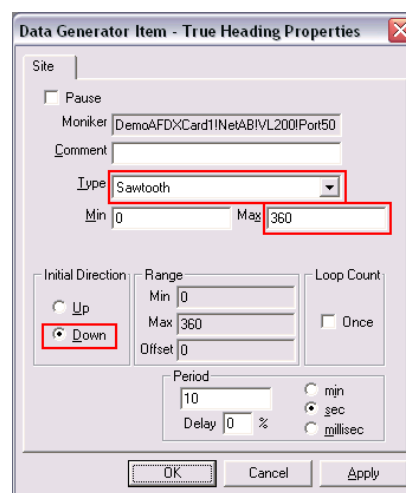 Data Generator Item - True Heading Properties
Site
Pause
Moniker DemoAFDXCard1!NetAB!VL200!Port50
Comment
Type Sawtooth
Min 0 Max 360
Initial Direction Range Loop Count
Min 0
Up Max 360 Once
Down Offset 0
Period
10 min
sec
Delay 0 % millisec
OK Cancel Apply